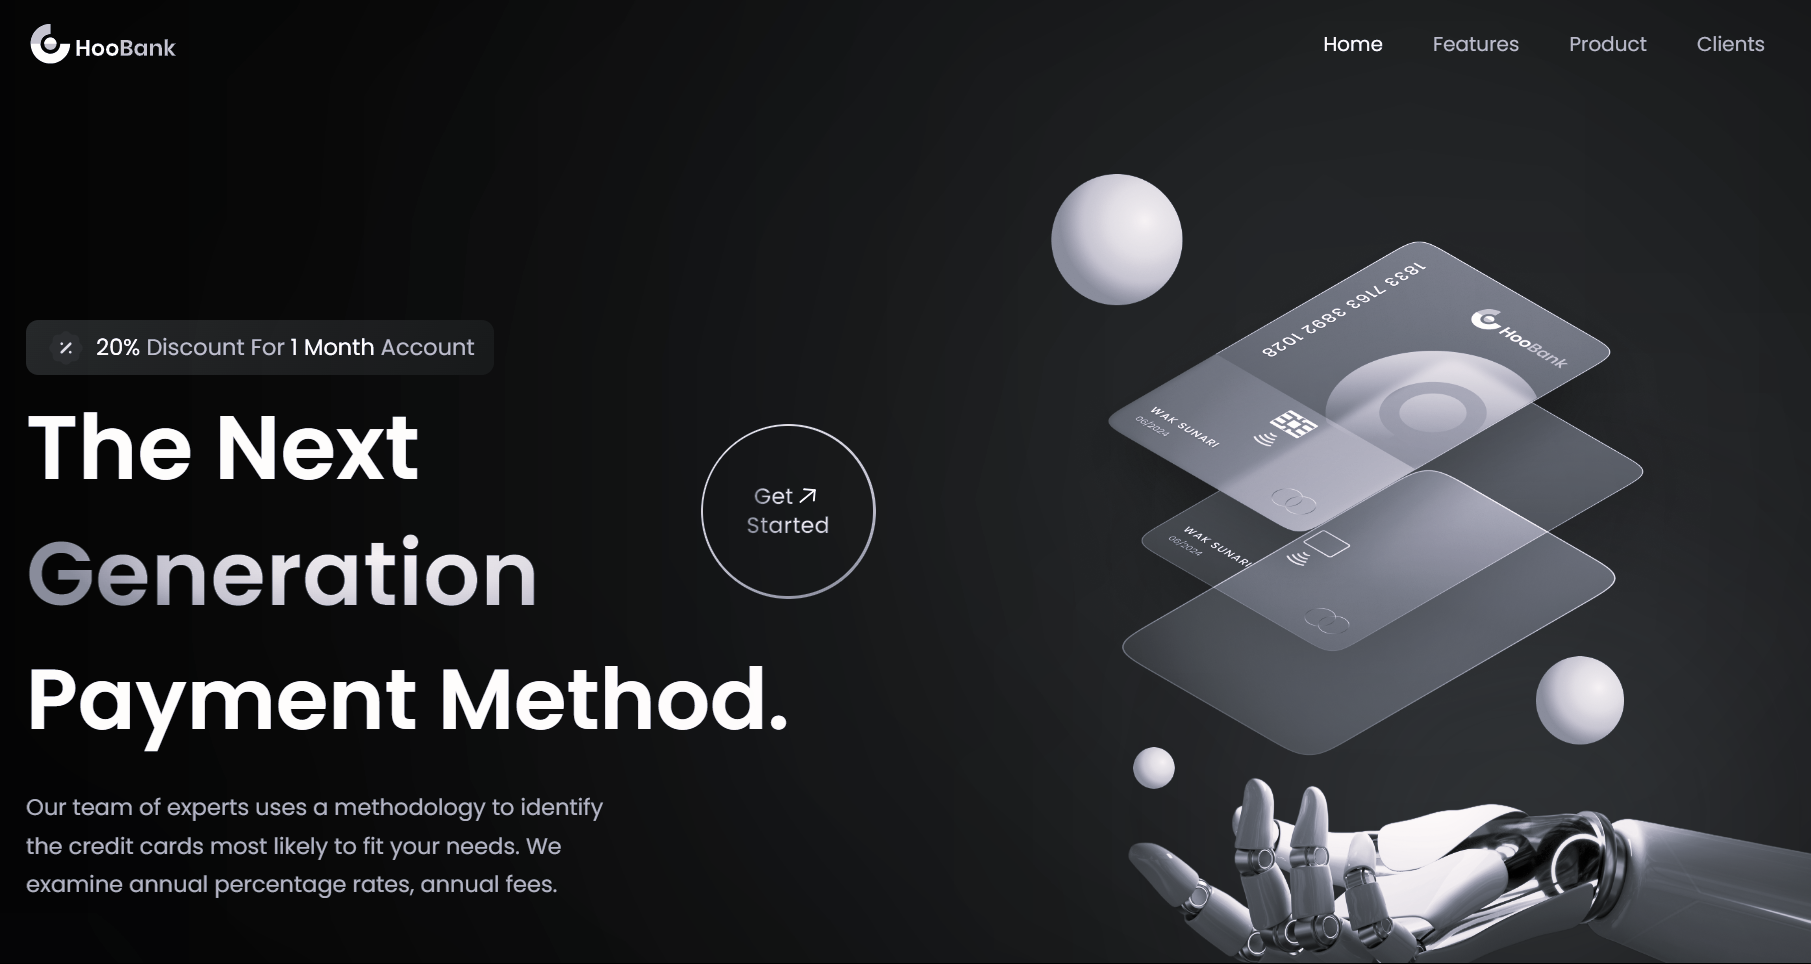 HooBank
Home
Features
Product
Clients
20% Discount For 1 Month Account
The Next
Generation
Payment Method.
Get
Started
Our team of experts uses a methodology to identify
the credit cards most likely to fit your needs. We
examine annual percentage rates, annual fees.
1833 7163 3892 1028
HooBank
WAK SUNARI
06/2024
WAK SUNARI
06/2024